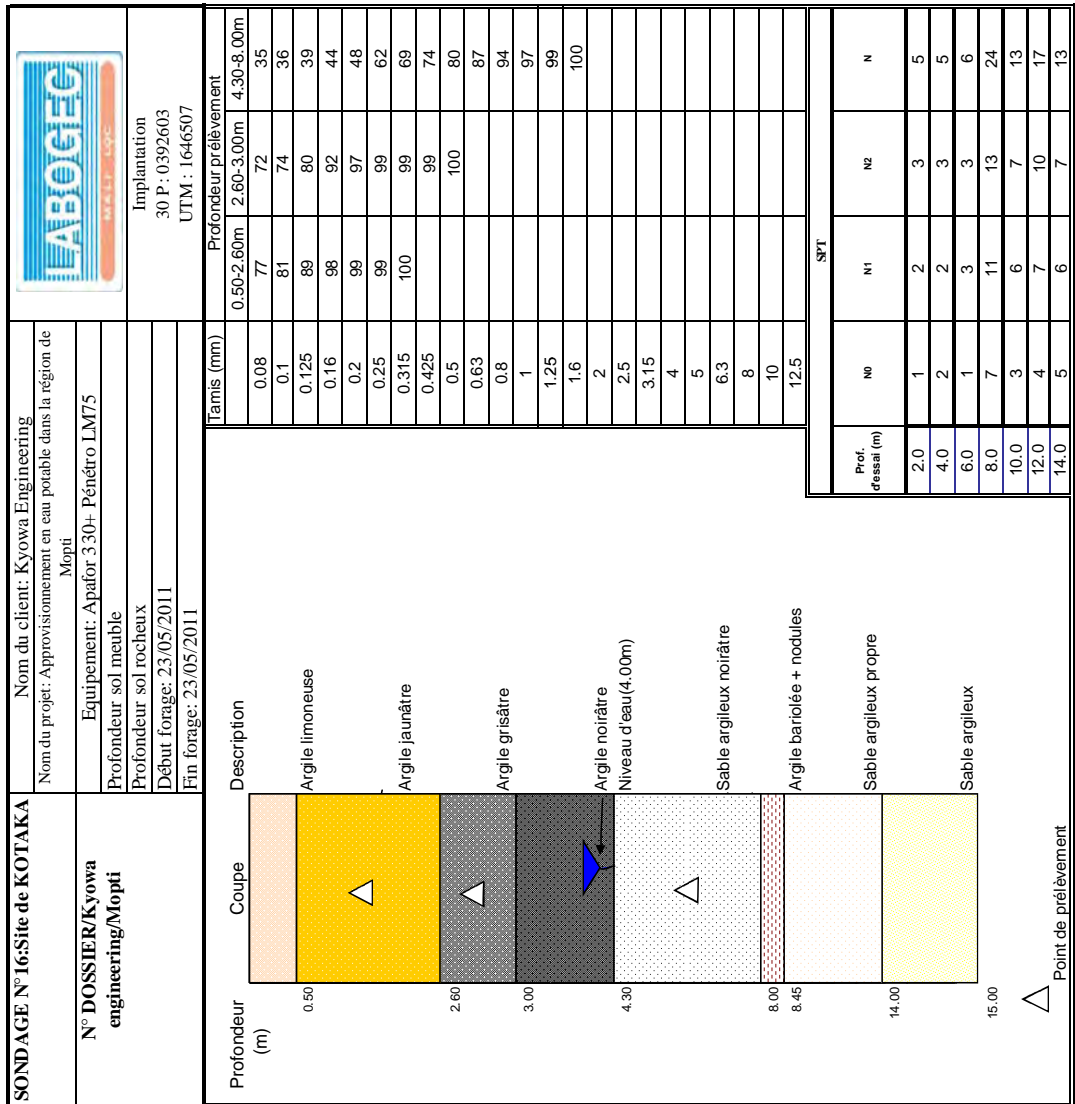 SONDAGE N°16:Site de KOTAKA
N° DOSSIER/Kyowa
engineering/Mopti
Nom du client: Kyowa Engineering
Nom du projet: Approvisionnement en eau potable dans la région de
Mopti
Equipement: Apafor 330+ Pénétro LM75
Profondeur sol meuble
Profondeur sol rocheux
Début forage: 23/05/2011
Fin forage: 23/05/2011
LABOGEC
MALI LQC
Implantation
30 P: 0392603
UTM : 1646507
Profondeur
(m)
Coupe
Description
0.50
Argile limoneuse
2.60
Argile jaunâtre
3.00
Argile grisâtre
4.30
Argile noirâtre
Niveau d'eau(4.00m)
8.00
Sable argileux noirâtre
8.45
Argile bariolée + nodules
14.00
Sable argileux propre
15.00
Sable argileux
Point de prélèvement
Tamis (mm) Profondeur prélèvement
0.50-2.60m 2.60-3.00m 4.30-8.00m
0.08 77 72 35
0.1 81 74 36
0.125 89 80 39
0.16 98 92 44
0.2 99 97 48
0.25 99 99 62
0.315 100 99 69
0.425 99 74
0.5 100 80
0.63 87
0.8 94
1 97
1.25 99
1.6 100
2
2.5
3.15
4
5
6.3
8
10
12.5
SPT
Prof.
d'essai (m)
N0 N1 N2 N
2.0 1 2 3 5
4.0 2 2 3 5
6.0 1 3 3 6
8.0 7 11 13 24
10.0 3 6 7 13
12.0 4 7 10 17
14.0 5 6 7 13